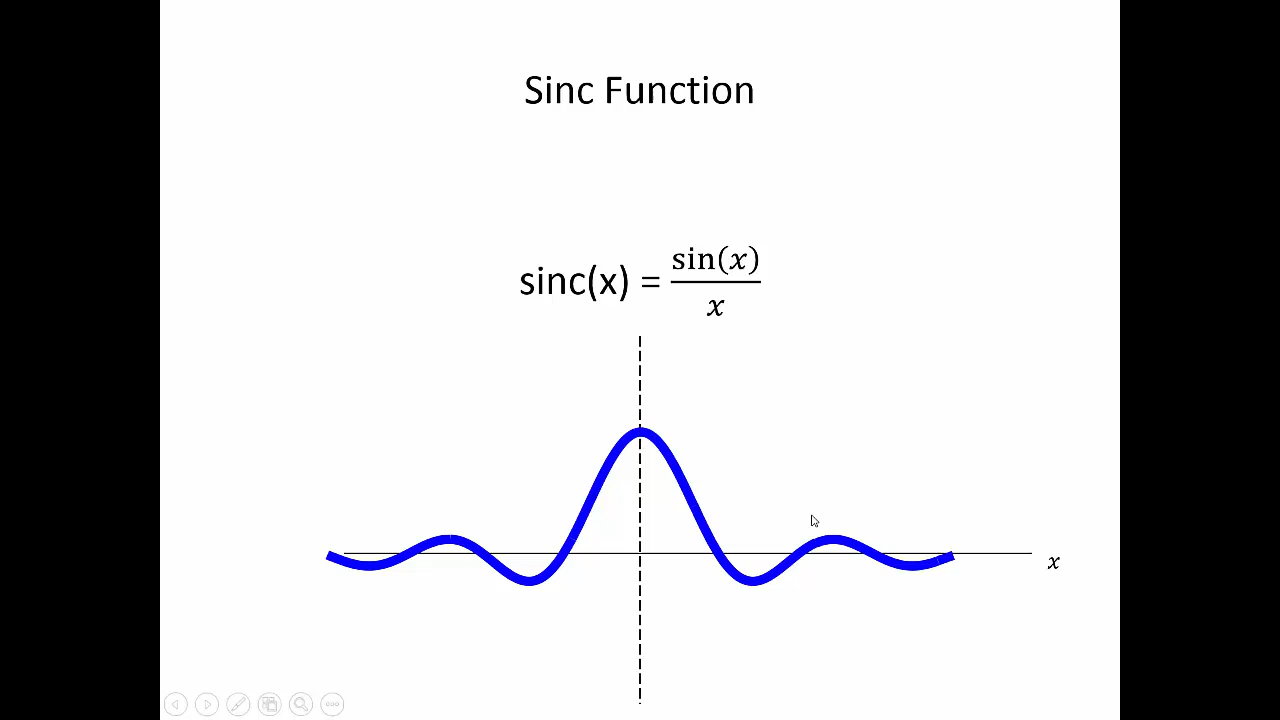 Sinc Function
sinc(x) = sin(x)/x
x